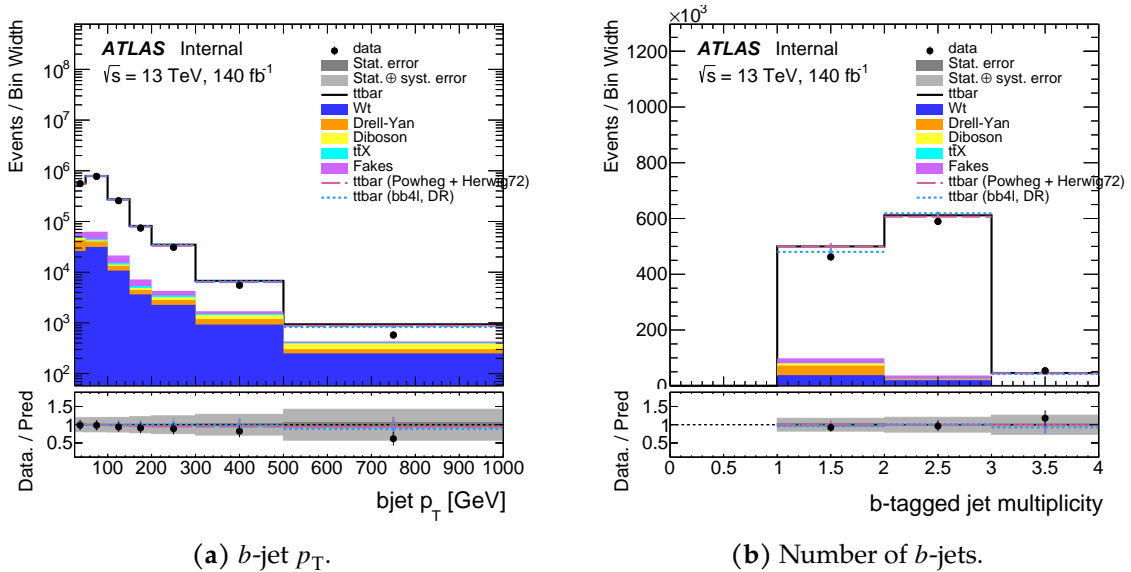 ATLAS Internal
√s = 13 TeV, 140 fb⁻¹
data
Stat. error
Stat.⊕ syst. error
ttbar
Wt
Drell-Yan
Diboson
tt̄X
Fakes
ttbar (Powheg + Herwig72)
ttbar (bb4l, DR)
Events / Bin Width
10⁸
10⁷
10⁶
10⁵
10⁴
10³
10²
Data. / Pred
1.5
1
0.5
100 200 300 400 500 600 700 800 900 1000
bjet p_T [GeV]
(a) b-jet p_T.
×10³
ATLAS Internal
√s = 13 TeV, 140 fb⁻¹
data
Stat. error
Stat.⊕ syst. error
ttbar
Wt
Drell-Yan
Diboson
tt̄X
Fakes
ttbar (Powheg + Herwig72)
ttbar (bb4l, DR)
Events / Bin Width
1200
1000
800
600
400
200
0
Data. / Pred
1.5
1
0.5
0 0.5 1 1.5 2 2.5 3 3.5 4
b-tagged jet multiplicity
(b) Number of b-jets.